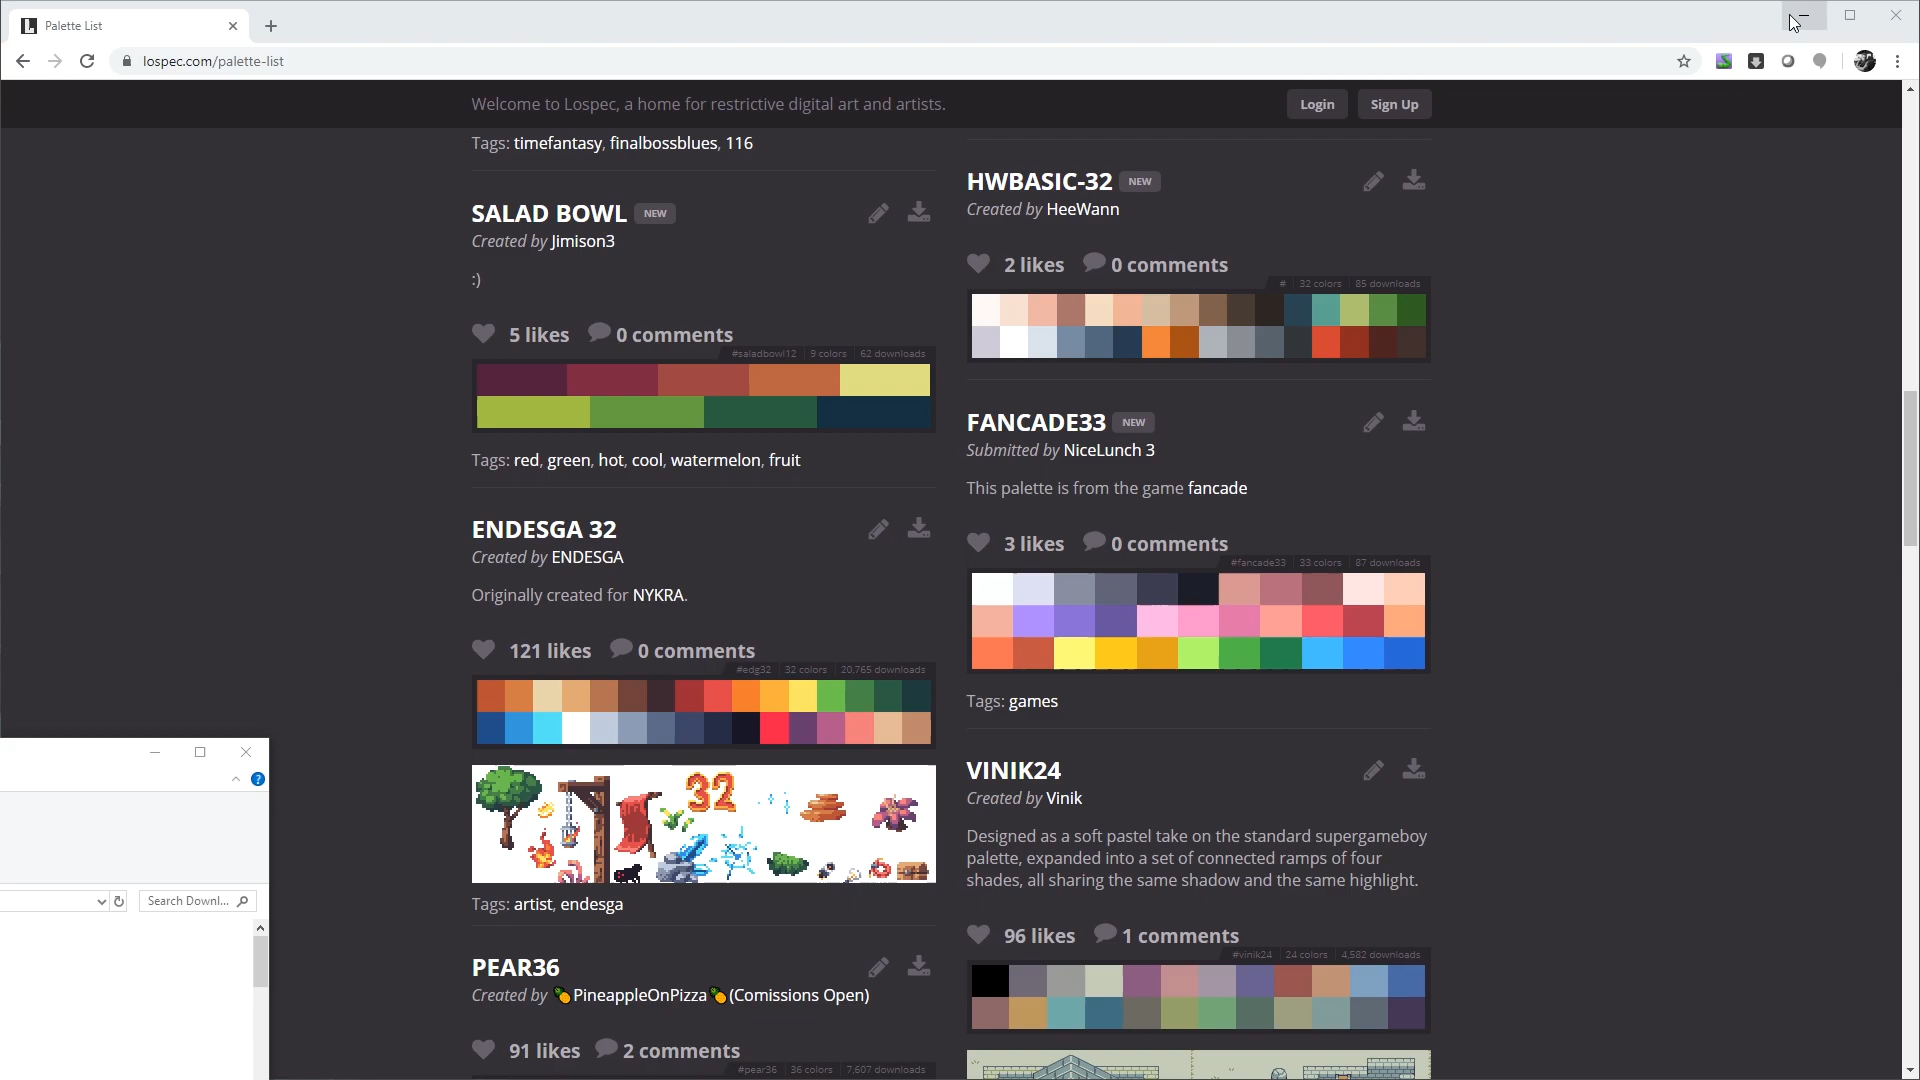 Palette List
lospec.com/palette-list
Welcome to Lospec, a home for restrictive digital art and artists.
Login
Sign Up
Tags: timefantasy, finalbossblues, 116
SALAD BOWL NEW
Created by Jimison3
:)
5 likes 0 comments
#saladbowl12 9 colors 62 downloads
Tags: red, green, hot, cool, watermelon, fruit
ENDESGA 32
Created by ENDESGA
Originally created for NYKRA.
121 likes 0 comments
#edg32 32 colors 20,765 downloads
32
Tags: artist, endesga
PEAR36
Created by 🍍PineappleOnPizza🍍(Comissions Open)
91 likes 2 comments
#pear36 36 colors 7,607 downloads
HWBASIC-32 NEW
Created by HeeWann
2 likes 0 comments
# 32 colors 85 downloads
FANCADE33 NEW
Submitted by NiceLunch 3
This palette is from the game fancade
3 likes 0 comments
#fancade33 33 colors 87 downloads
Tags: games
VINIK24
Created by Vinik
Designed as a soft pastel take on the standard supergameboy
palette, expanded into a set of connected ramps of four
shades, all sharing the same shadow and the same highlight.
96 likes 1 comments
#vinik24 24 colors 4,582 downloads
Search Downl...